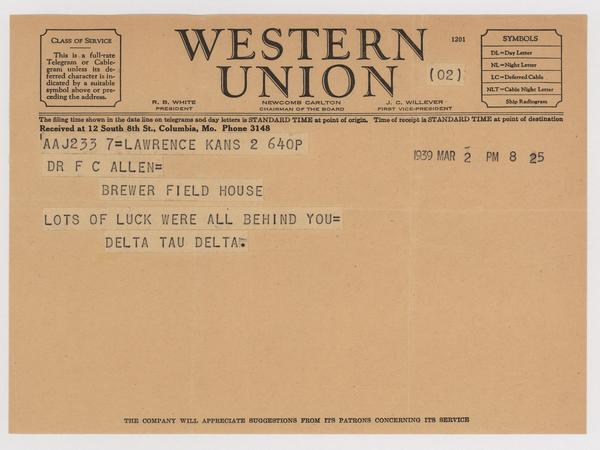 CLASS OF SERVICE
This is a full-rate
Telegram or Cable-
gram unless its de-
ferred character is in-
dicated by a suitable
symbol above or pre-
ceding the address.
WESTERN
UNION
1201
(02)
R. B. WHITE
PRESIDENT
NEWCOMB CARLTON
CHAIRMAN OF THE BOARD
J. C. WILLEVER
FIRST VICE-PRESIDENT
SYMBOLS
DL=Day Letter
NL=Night Letter
LC=Deferred Cable
NLT=Cable Night Letter
Ship Radiogram
The filing time shown in the date line on telegrams and day letters is STANDARD TIME at point of origin. Time of receipt is STANDARD TIME at point of destination
Received at 12 South 8th St., Columbia, Mo. Phone 3148
AAJ233 7=LAWRENCE KANS 2 640P
1939 MAR 2 PM 8 25
DR F C ALLEN=
BREWER FIELD HOUSE
LOTS OF LUCK WERE ALL BEHIND YOU=
DELTA TAU DELTA.
THE COMPANY WILL APPRECIATE SUGGESTIONS FROM ITS PATRONS CONCERNING ITS SERVICE